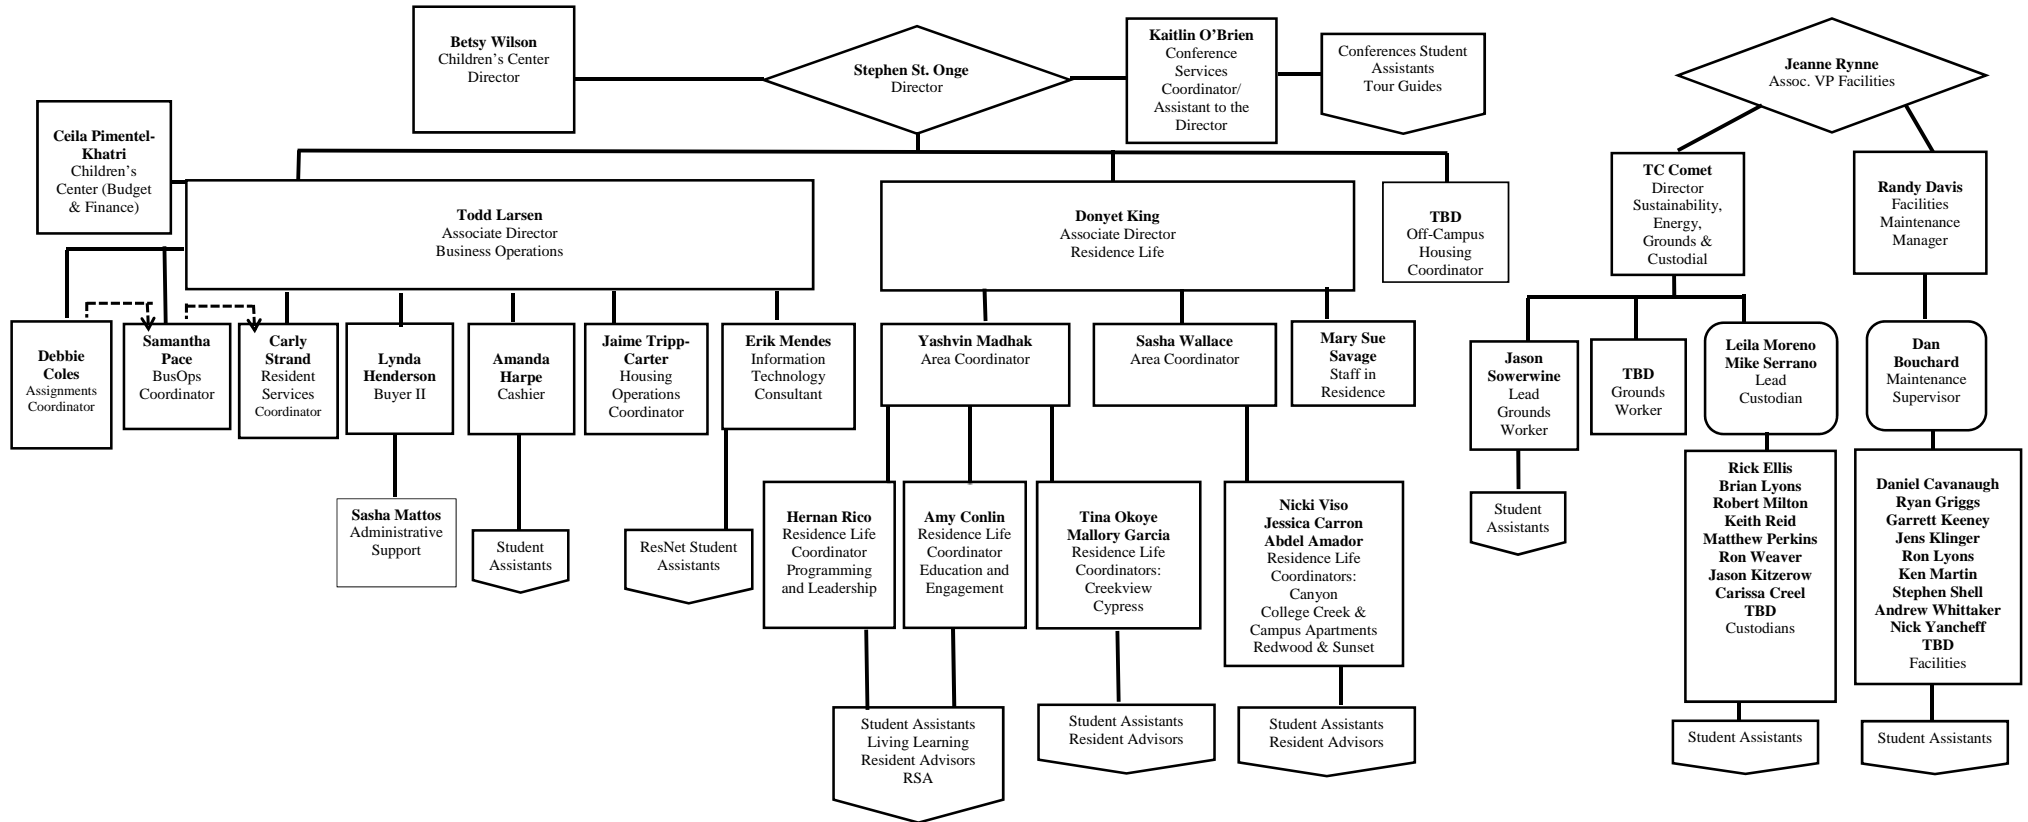 Betsy Wilson
Children’s Center
Director
Stephen St. Onge
Director
Kaitlin O’Brien
Conference
Services
Coordinator/
Assistant to the
Director
Conferences Student
Assistants
Tour Guides
Jeanne Rynne
Assoc. VP Facilities
Ceila Pimentel-
Khatri
Children’s
Center (Budget
& Finance)
Todd Larsen
Associate Director
Business Operations
Donyet King
Associate Director
Residence Life
TBD
Off-Campus
Housing
Coordinator
TC Comet
Director
Sustainability,
Energy,
Grounds &
Custodial
Randy Davis
Facilities
Maintenance
Manager
Debbie
Coles
Assignments
Coordinator
Samantha
Pace
BusOps
Coordinator
Carly
Strand
Resident
Services
Coordinator
Lynda
Henderson
Buyer II
Amanda
Harpe
Cashier
Jaime Tripp-
Carter
Housing
Operations
Coordinator
Erik Mendes
Information
Technology
Consultant
Yashvin Madhak
Area Coordinator
Sasha Wallace
Area Coordinator
Mary Sue
Savage
Staff in
Residence
Jason
Sowerwine
Lead
Grounds
Worker
TBD
Grounds
Worker
Leila Moreno
Mike Serrano
Lead
Custodian
Dan
Bouchard
Maintenance
Supervisor
Sasha Mattos
Administrative
Support
Student
Assistants
ResNet Student
Assistants
Hernan Rico
Residence Life
Coordinator
Programming
and Leadership
Amy Conlin
Residence Life
Coordinator
Education and
Engagement
Tina Okoye
Mallory Garcia
Residence Life
Coordinators:
Creekview
Cypress
Nicki Viso
Jessica Carron
Abdel Amador
Residence Life
Coordinators:
Canyon
College Creek &
Campus Apartments
Redwood & Sunset
Student
Assistants
Rick Ellis
Brian Lyons
Robert Milton
Keith Reid
Matthew Perkins
Ron Weaver
Jason Kitzerow
Carissa Creel
TBD
Custodians
Daniel Cavanaugh
Ryan Griggs
Garrett Keeney
Jens Klinger
Ron Lyons
Ken Martin
Stephen Shell
Andrew Whittaker
Nick Yancheff
TBD
Facilities
Student Assistants
Living Learning
Resident Advisors
RSA
Student Assistants
Resident Advisors
Student Assistants
Resident Advisors
Student Assistants
Student Assistants